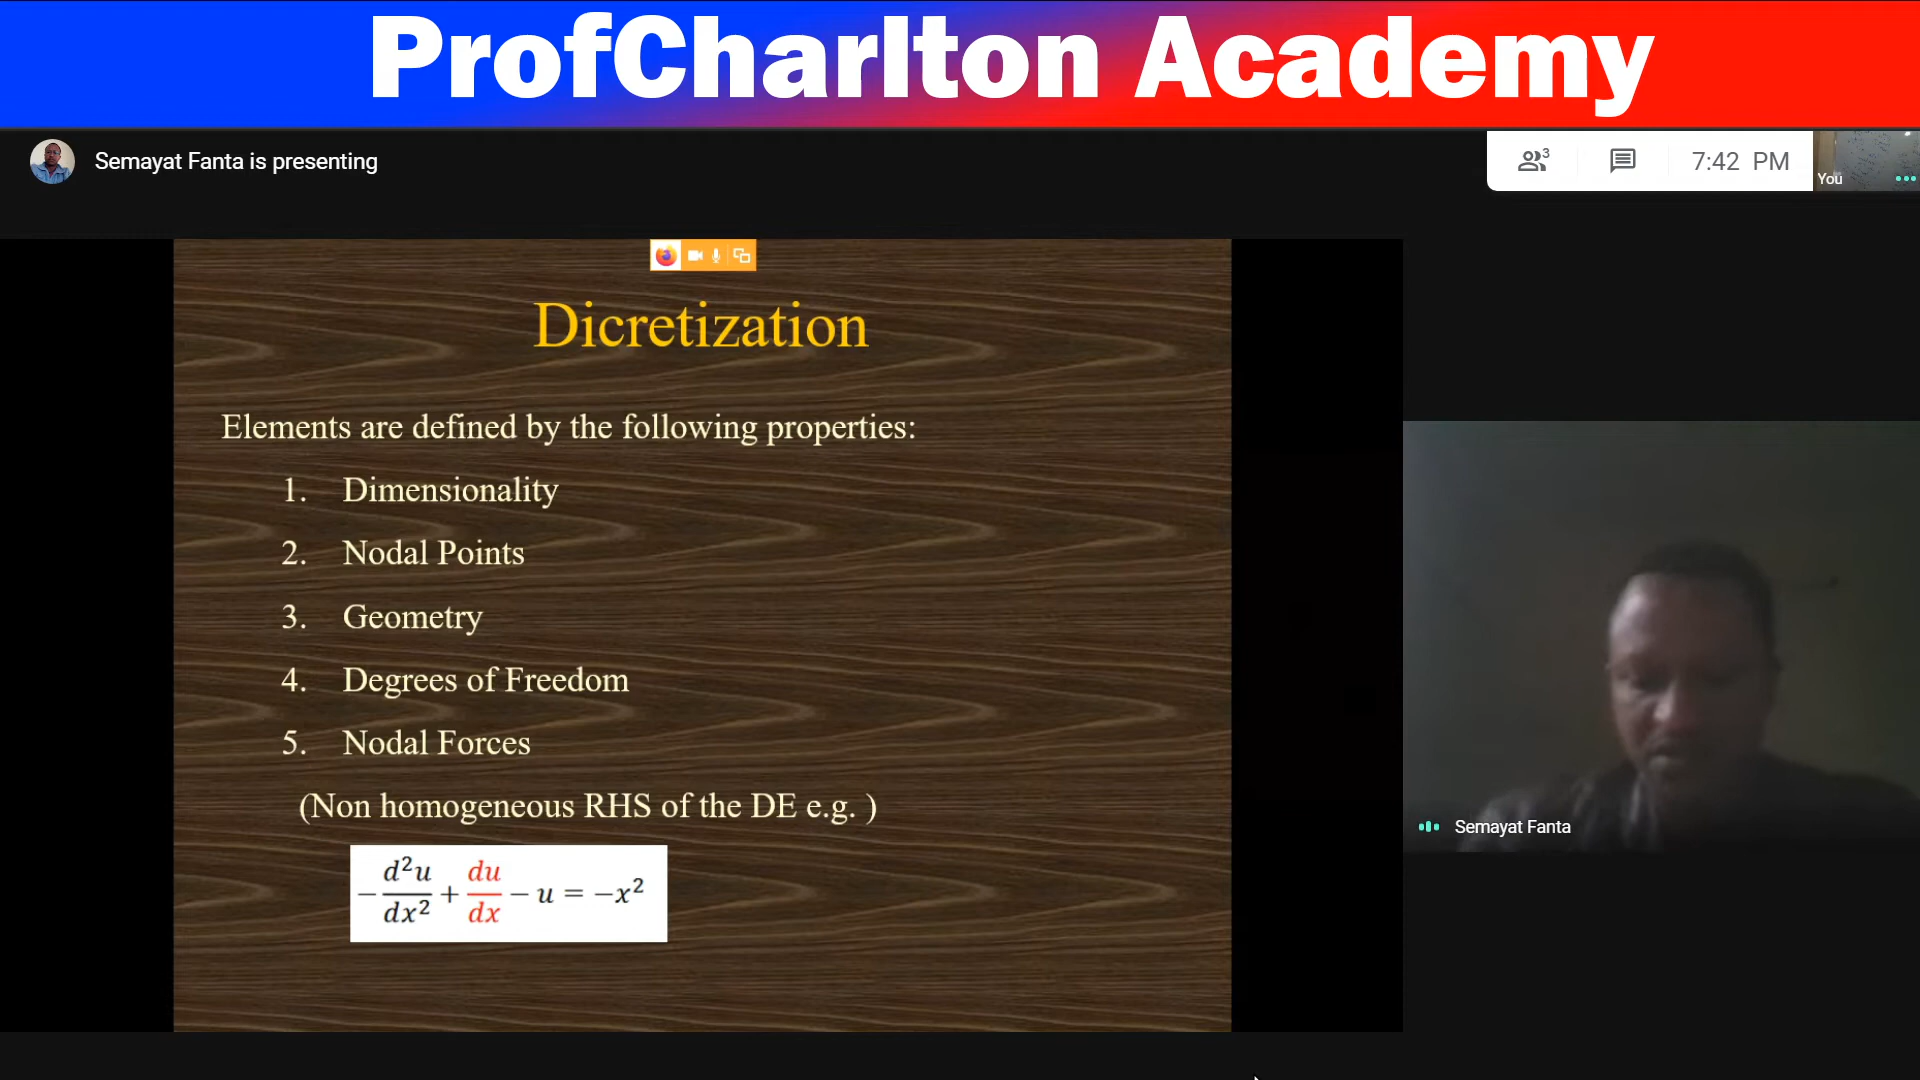 ProfCharlton Academy
Semayat Fanta is presenting
3
7:42 PM
You
Dicretization
Elements are defined by the following properties:
1. Dimensionality
2. Nodal Points
3. Geometry
4. Degrees of Freedom
5. Nodal Forces
(Non homogeneous RHS of the DE e.g. )
−d²u/dx² + du/dx − u = −x²
Semayat Fanta